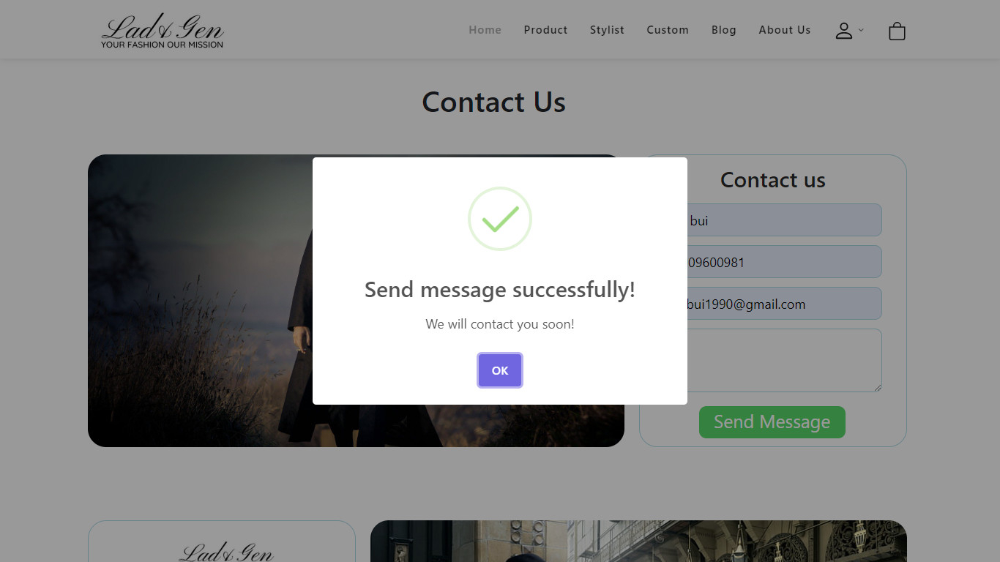 Lad & Gen
YOUR FASHION OUR MISSION
Home Product Stylist Custom Blog About Us
Contact Us
Contact us
bui
09600981
bui1990@gmail.com
Send Message
Send message successfully!
We will contact you soon!
OK
Lad & Gen